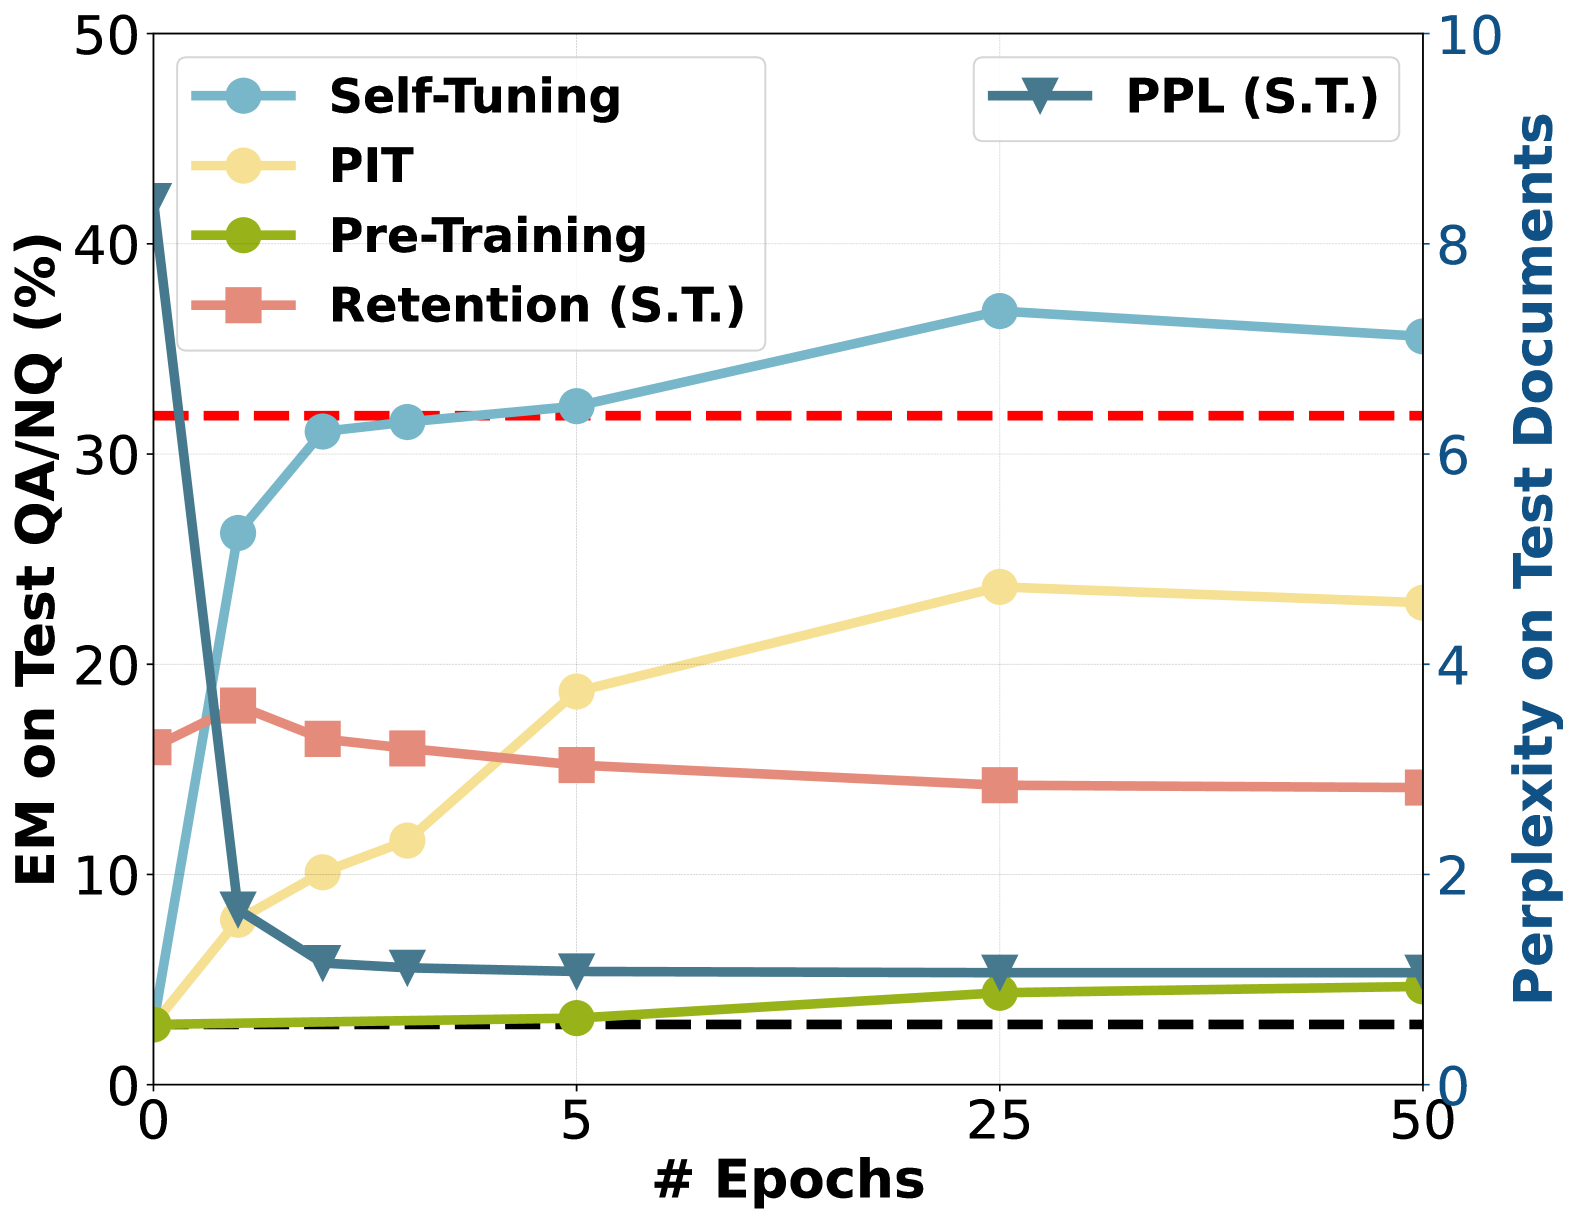 EM on Test QA/NQ (%)
50
40
30
20
10
0
Self-Tuning
PIT
Pre-Training
Retention (S.T.)
PPL (S.T.)
10
8
6
4
2
0
Perplexity on Test Documents
0 5 25 50
# Epochs